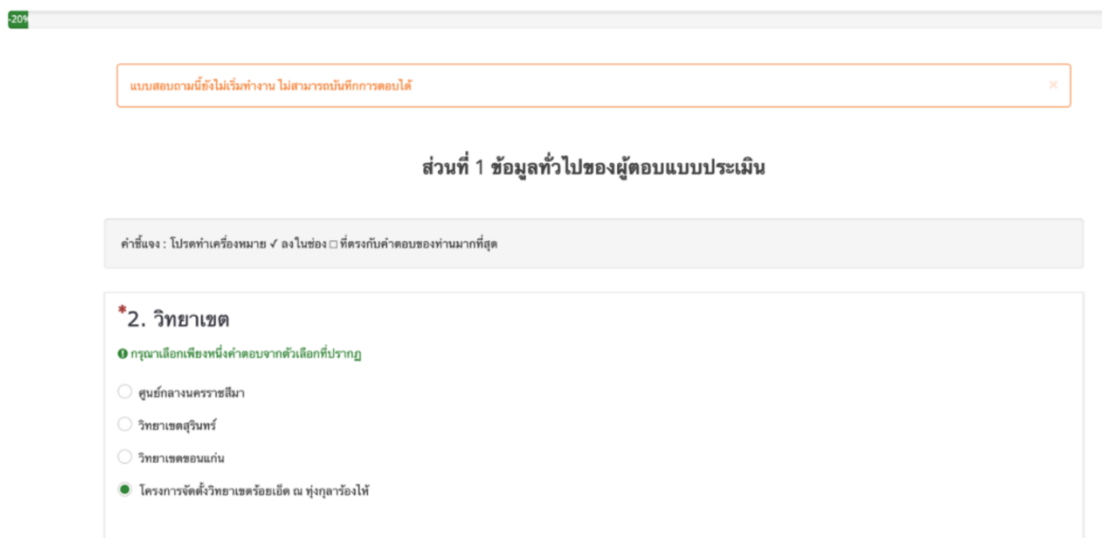 -20%
แบบสอบถามนี้ยังไม่เริ่มทำงาน ไม่สามารถบันทึกการตอบได้ ×
ส่วนที่ 1 ข้อมูลทั่วไปของผู้ตอบแบบประเมิน
คำชี้แจง : โปรดทำเครื่องหมาย ✓ ลงในช่อง □ ที่ตรงกับคำตอบของท่านมากที่สุด
*2. วิทยาเขต
กรุณาเลือกเพียงหนึ่งคำตอบจากตัวเลือกที่ปรากฏ
ศูนย์กลางนครราชสีมา
วิทยาเขตสุรินทร์
วิทยาเขตขอนแก่น
โครงการจัดตั้งวิทยาเขตร้อยเอ็ด ณ ทุ่งกุลาร้องไห้